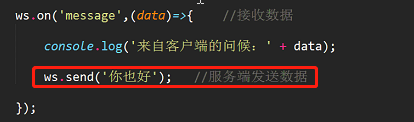 ws.on('message',(data)=>{    //接收数据
console.log('来自客户端的问候：' + data);
ws.send('你也好');   //服务端发送数据
});